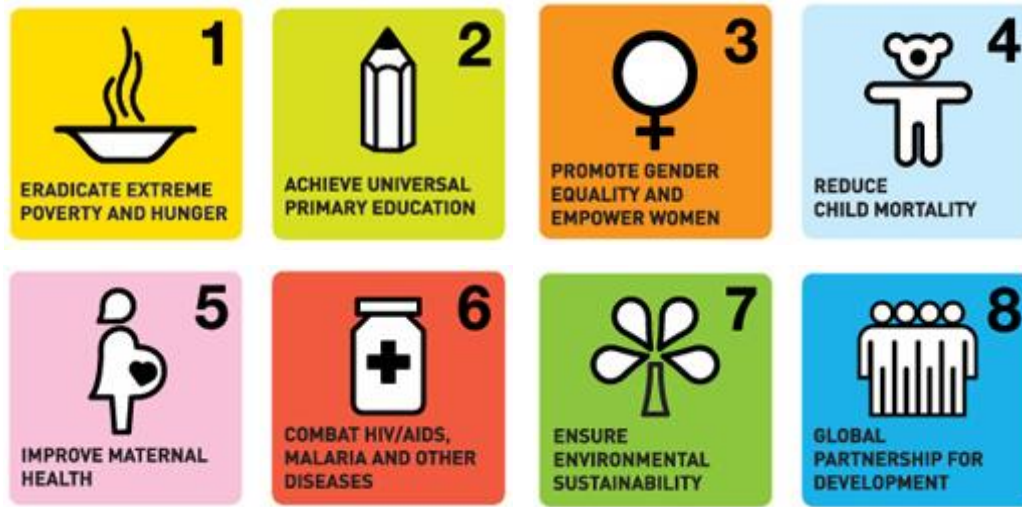 1
ERADICATE EXTREME
POVERTY AND HUNGER
2
ACHIEVE UNIVERSAL
PRIMARY EDUCATION
3
PROMOTE GENDER
EQUALITY AND
EMPOWER WOMEN
4
REDUCE
CHILD MORTALITY
5
IMPROVE MATERNAL
HEALTH
6
COMBAT HIV/AIDS,
MALARIA AND OTHER
DISEASES
7
ENSURE
ENVIRONMENTAL
SUSTAINABILITY
8
GLOBAL
PARTNERSHIP FOR
DEVELOPMENT